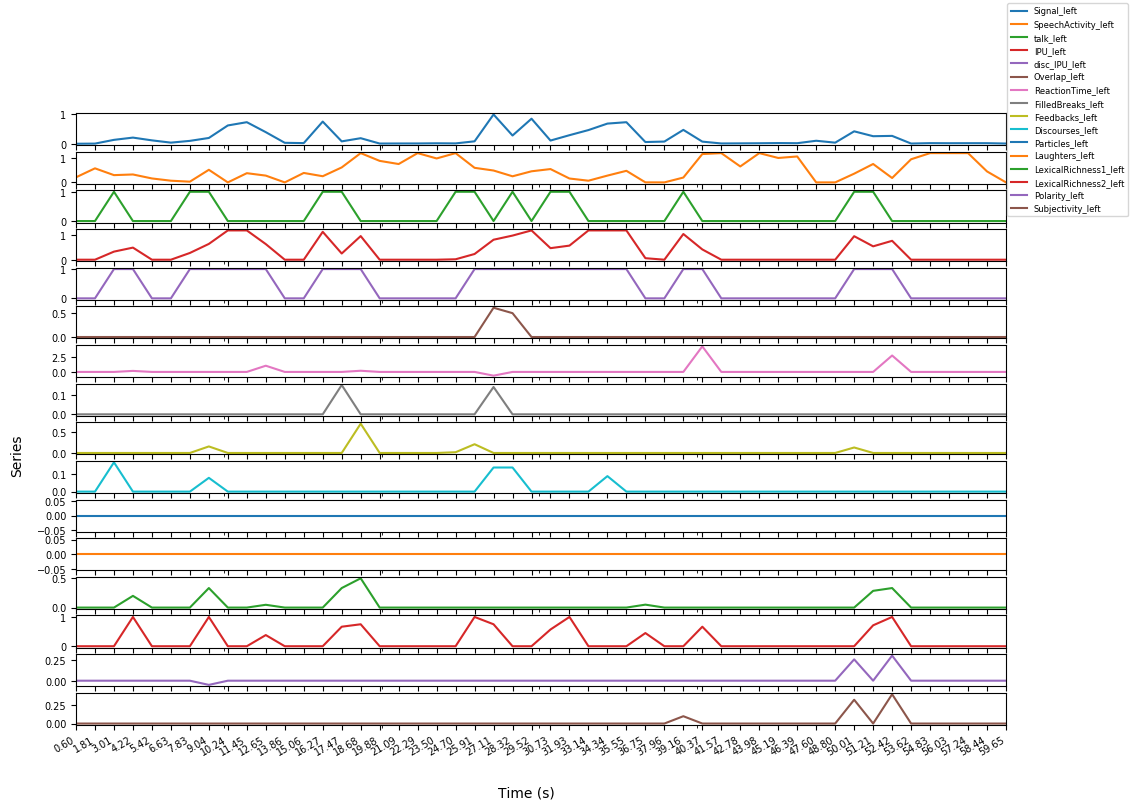 Signal_left
SpeechActivity_left
talk_left
IPU_left
disc_IPU_left
Overlap_left
ReactionTime_left
FilledBreaks_left
Feedbacks_left
Discourses_left
Particles_left
Laughters_left
LexicalRichness1_left
LexicalRichness2_left
Polarity_left
Subjectivity_left
1
0
1
0
1
0
1
0
1
0
0.5
0.0
2.5
0.0
0.1
0.0
0.5
0.0
0.1
0.0
0.05
0.00
−0.05
0.05
0.00
−0.05
0.5
0.0
1
0
0.25
0.00
0.25
0.00
Series
0.60 1.81 3.01 4.22 5.42 6.63 7.83 9.04 10.24 11.45 12.65 13.86 15.06 16.27 17.47 18.68 19.88 21.09 22.29 23.50 24.70 25.91 27.11 28.32 29.52 30.73 31.93 33.14 34.34 35.55 36.75 37.96 39.16 40.37 41.57 42.78 43.98 45.19 46.39 47.60 48.80 50.01 51.21 52.42 53.62 54.83 56.03 57.24 58.44 59.65
Time (s)